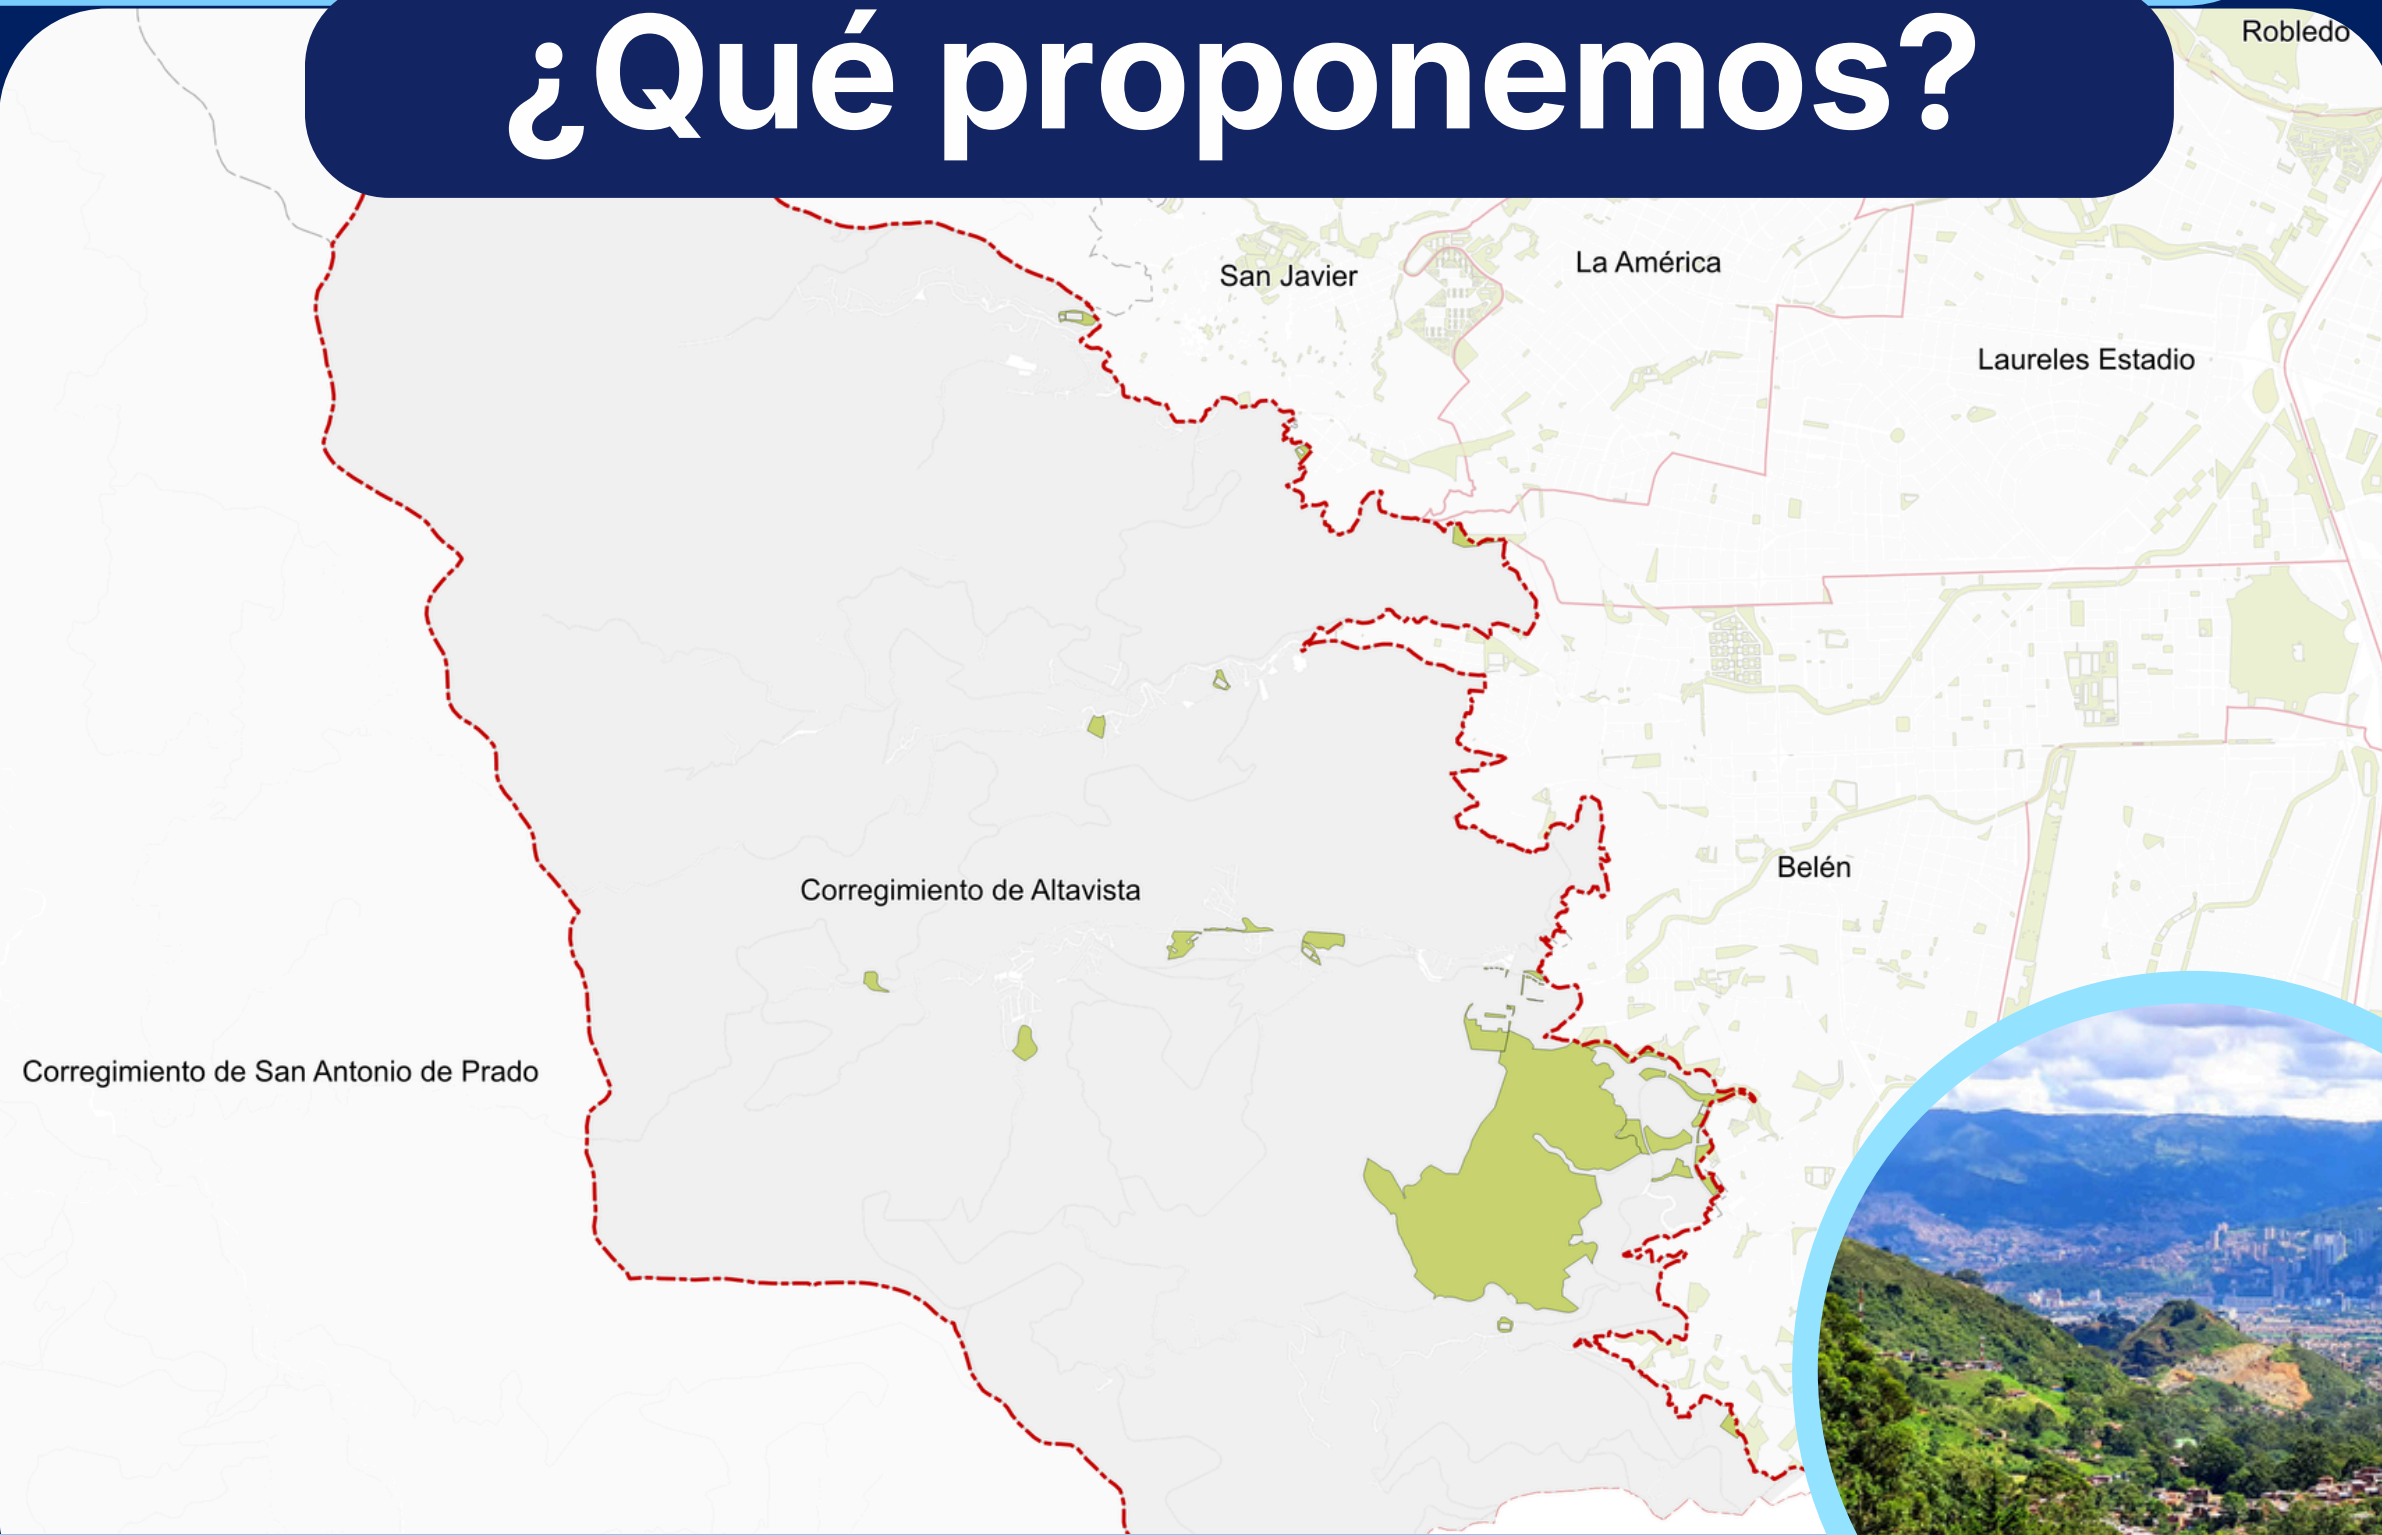 ¿Qué proponemos?
Robledo
San Javier
La América
Laureles Estadio
Belén
Corregimiento de Altavista
Corregimiento de San Antonio de Prado